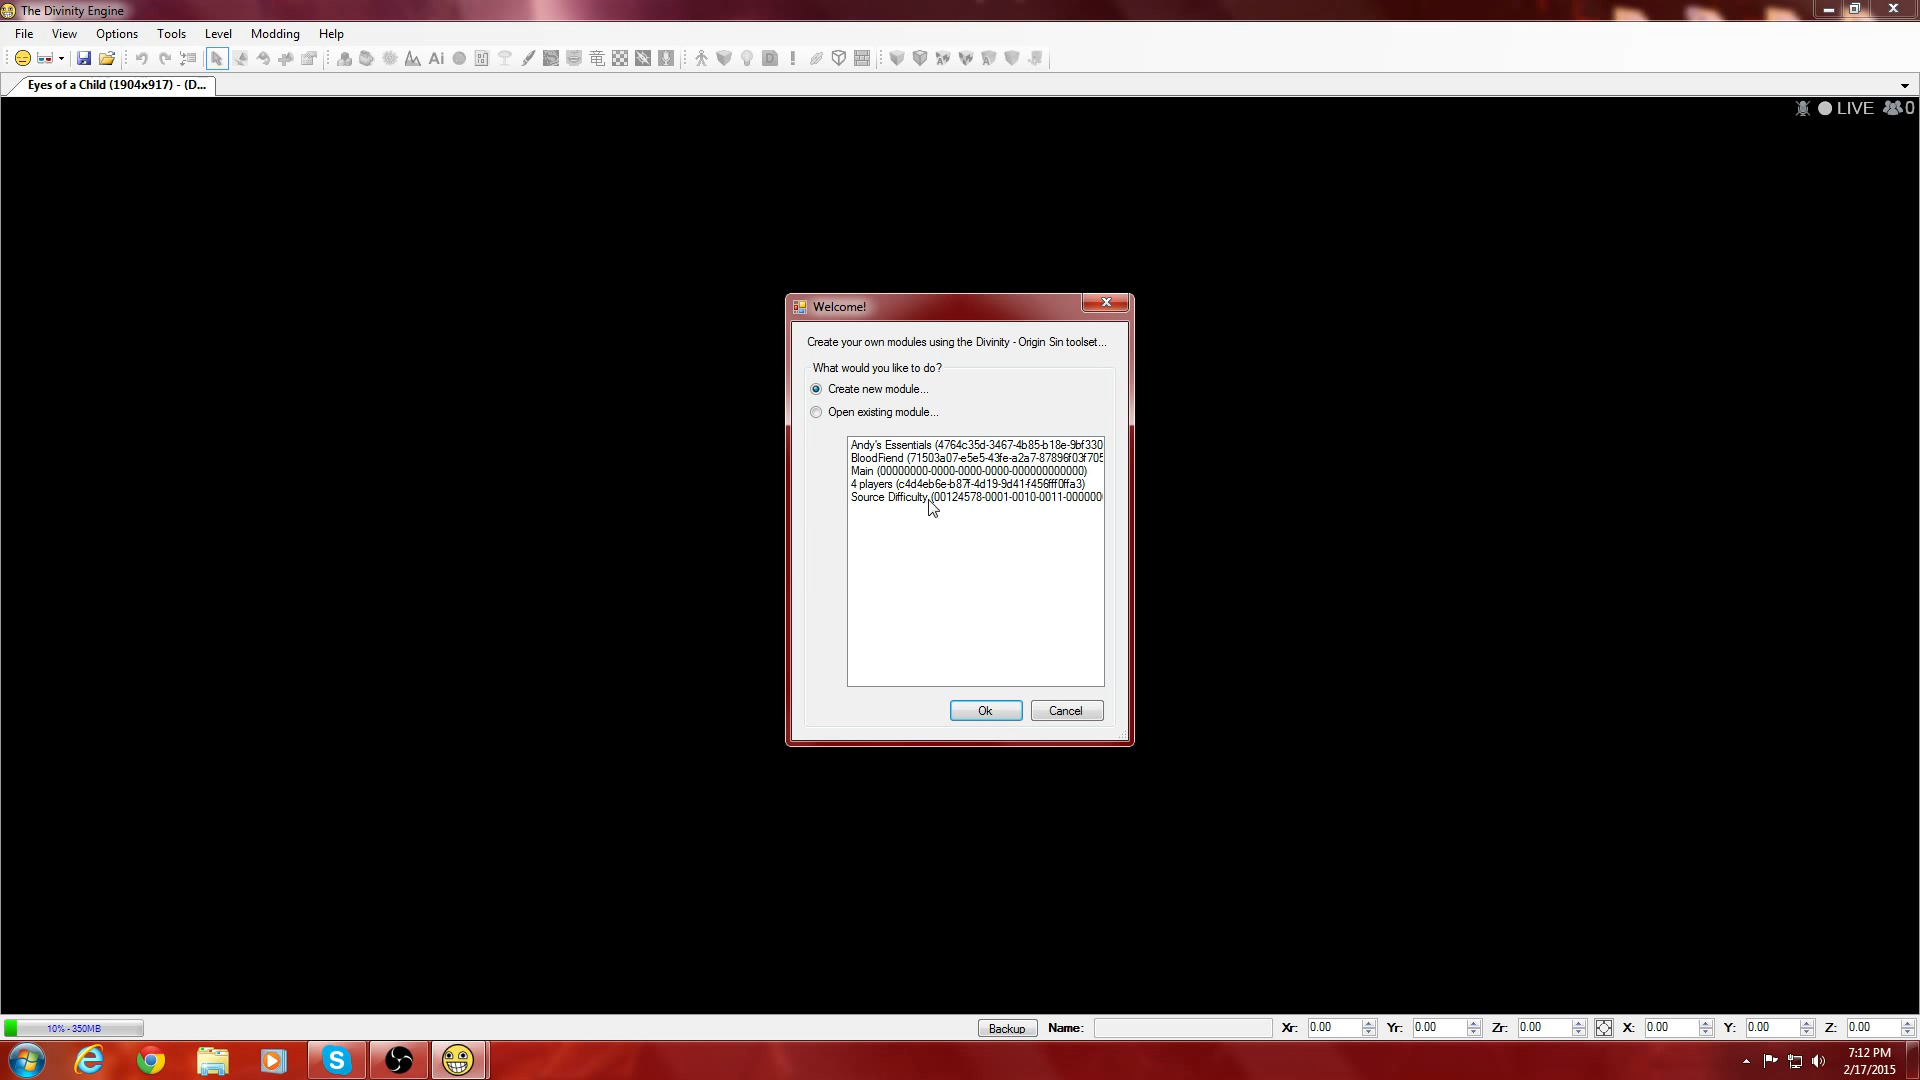 The Divinity Engine
File View Options Tools Level Modding Help
Ai
Eyes of a Child (1904x917) - (D...
LIVE 0
Welcome!
Create your own modules using the Divinity - Origin Sin toolset...
What would you like to do?
Create new module...
Open existing module...
Andy's Essentials (4764c35d-3467-4b85-b18e-9bf330
BloodFiend (71503a07-e5e5-43fe-a2a7-87896f03f705
Main (00000000-0000-0000-0000-000000000000)
4 players (c4d4eb6e-b87f-4d19-9d41-f456fff0ffa3)
Source Difficulty (00124578-0001-0010-0011-000000
Ok Cancel
10% - 350MB Backup Name: Xr: 0.00 Yr: 0.00 Zr: 0.00 X: 0.00 Y: 0.00 Z: 0.00
7:12 PM
2/17/2015